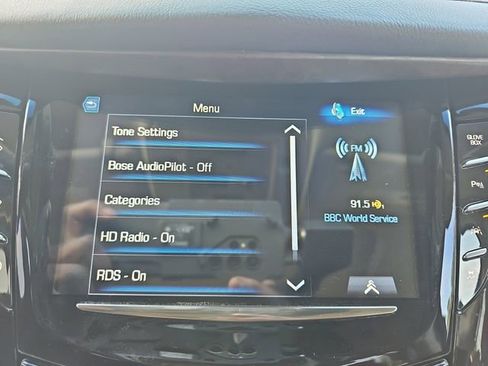 Menu
Exit
Tone Settings
Bose AudioPilot - Off
Categories
HD Radio - On
RDS - On
FM
91.5
BBC World Service
GLOVE
BOX